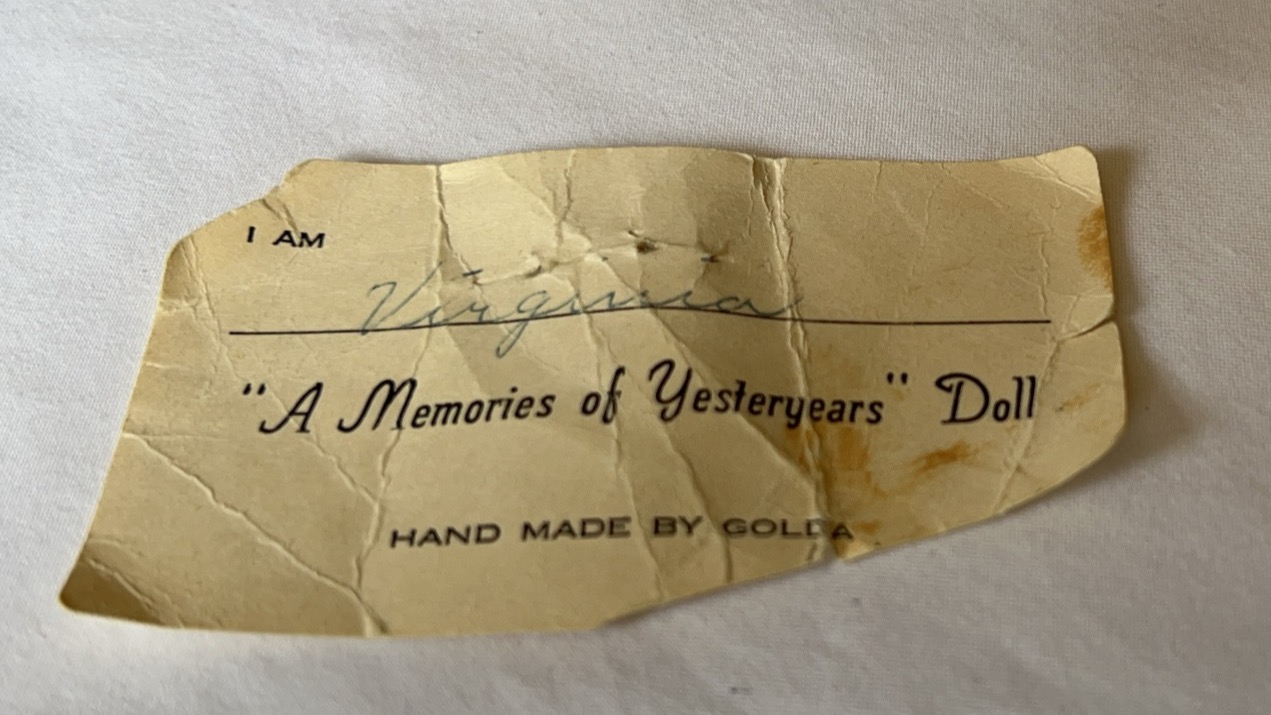 I AM
Virginia
"A Memories of Yesteryears" Doll
HAND MADE BY GOLDA